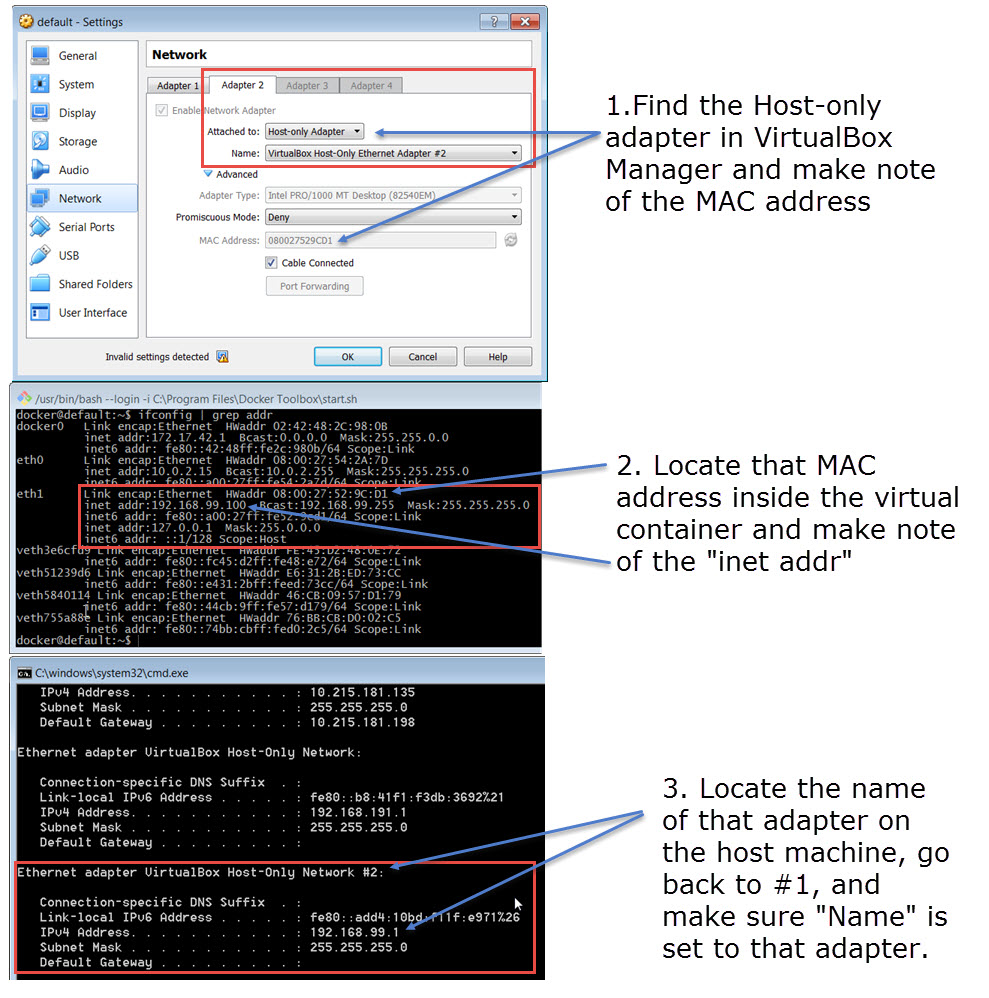 default - Settings
? X
General
System
Display
Storage
Audio
Network
Serial Ports
USB
Shared Folders
User Interface
Network
Adapter 1 Adapter 2 Adapter 3 Adapter 4
Enable Network Adapter
Attached to: Host-only Adapter
Name: VirtualBox Host-Only Ethernet Adapter #2
Advanced
Adapter Type: Intel PRO/1000 MT Desktop (82540EM)
Promiscuous Mode: Deny
MAC Address: 080027529CD1
Cable Connected
Port Forwarding
Invalid settings detected
OK Cancel Help
1.Find the Host-only
adapter in VirtualBox
Manager and make note
of the MAC address
/usr/bin/bash --login -i C:\Program Files\Docker Toolbox\start.sh
docker@default:~$ ifconfig | grep addr
docker0 Link encap:Ethernet HWaddr 02:42:48:2C:98:0B
inet addr:172.17.42.1 Bcast:0.0.0.0 Mask:255.255.0.0
inet6 addr: fe80::42:48ff:fe2c:980b/64 Scope:Link
eth0 Link encap:Ethernet HWaddr 08:00:27:54:2A:7D
inet addr:10.0.2.15 Bcast:10.0.2.255 Mask:255.255.255.0
inet6 addr: fe80::a00:27ff:fe54:2a7d/64 Scope:Link
eth1 Link encap:Ethernet HWaddr 08:00:27:52:9C:D1
inet addr:192.168.99.100 Bcast:192.168.99.255 Mask:255.255.255.0
inet6 addr: fe80::a00:27ff:fe52:9cd1/64 Scope:Link
inet addr:127.0.0.1 Mask:255.0.0.0
inet6 addr: ::1/128 Scope:Host
veth3e6cfd9 Link encap:Ethernet HWaddr FE:45:D2:48:0E:72
inet6 addr: fe80::fc45:d2ff:fe48:e72/64 Scope:Link
veth51239d6 Link encap:Ethernet HWaddr E6:31:2B:ED:73:CC
inet6 addr: fe80::e431:2bff:feed:73cc/64 Scope:Link
veth5840114 Link encap:Ethernet HWaddr 46:CB:09:57:D1:79
inet6 addr: fe80::44cb:9ff:fe57:d179/64 Scope:Link
veth755a88e Link encap:Ethernet HWaddr 76:BB:CB:D0:02:C5
inet6 addr: fe80::74bb:cbff:fed0:2c5/64 Scope:Link
docker@default:~$
2. Locate that MAC
address inside the virtual
container and make note
of the "inet addr"
C:\windows\system32\cmd.exe
IPv4 Address. . . . . . . . . . . : 10.215.181.135
Subnet Mask . . . . . . . . . . . : 255.255.255.0
Default Gateway . . . . . . . . . : 10.215.181.198
Ethernet adapter VirtualBox Host-Only Network:
Connection-specific DNS Suffix . :
Link-local IPv6 Address . . . . . : fe80::b8:41f1:f3db:3692%21
IPv4 Address. . . . . . . . . . . : 192.168.191.1
Subnet Mask . . . . . . . . . . . : 255.255.255.0
Default Gateway . . . . . . . . . :
Ethernet adapter VirtualBox Host-Only Network #2:
Connection-specific DNS Suffix . :
Link-local IPv6 Address . . . . . : fe80::add4:10bd:f11f:e971%26
IPv4 Address. . . . . . . . . . . : 192.168.99.1
Subnet Mask . . . . . . . . . . . : 255.255.255.0
Default Gateway . . . . . . . . . :
3. Locate the name
of that adapter on
the host machine, go
back to #1, and
make sure "Name" is
set to that adapter.